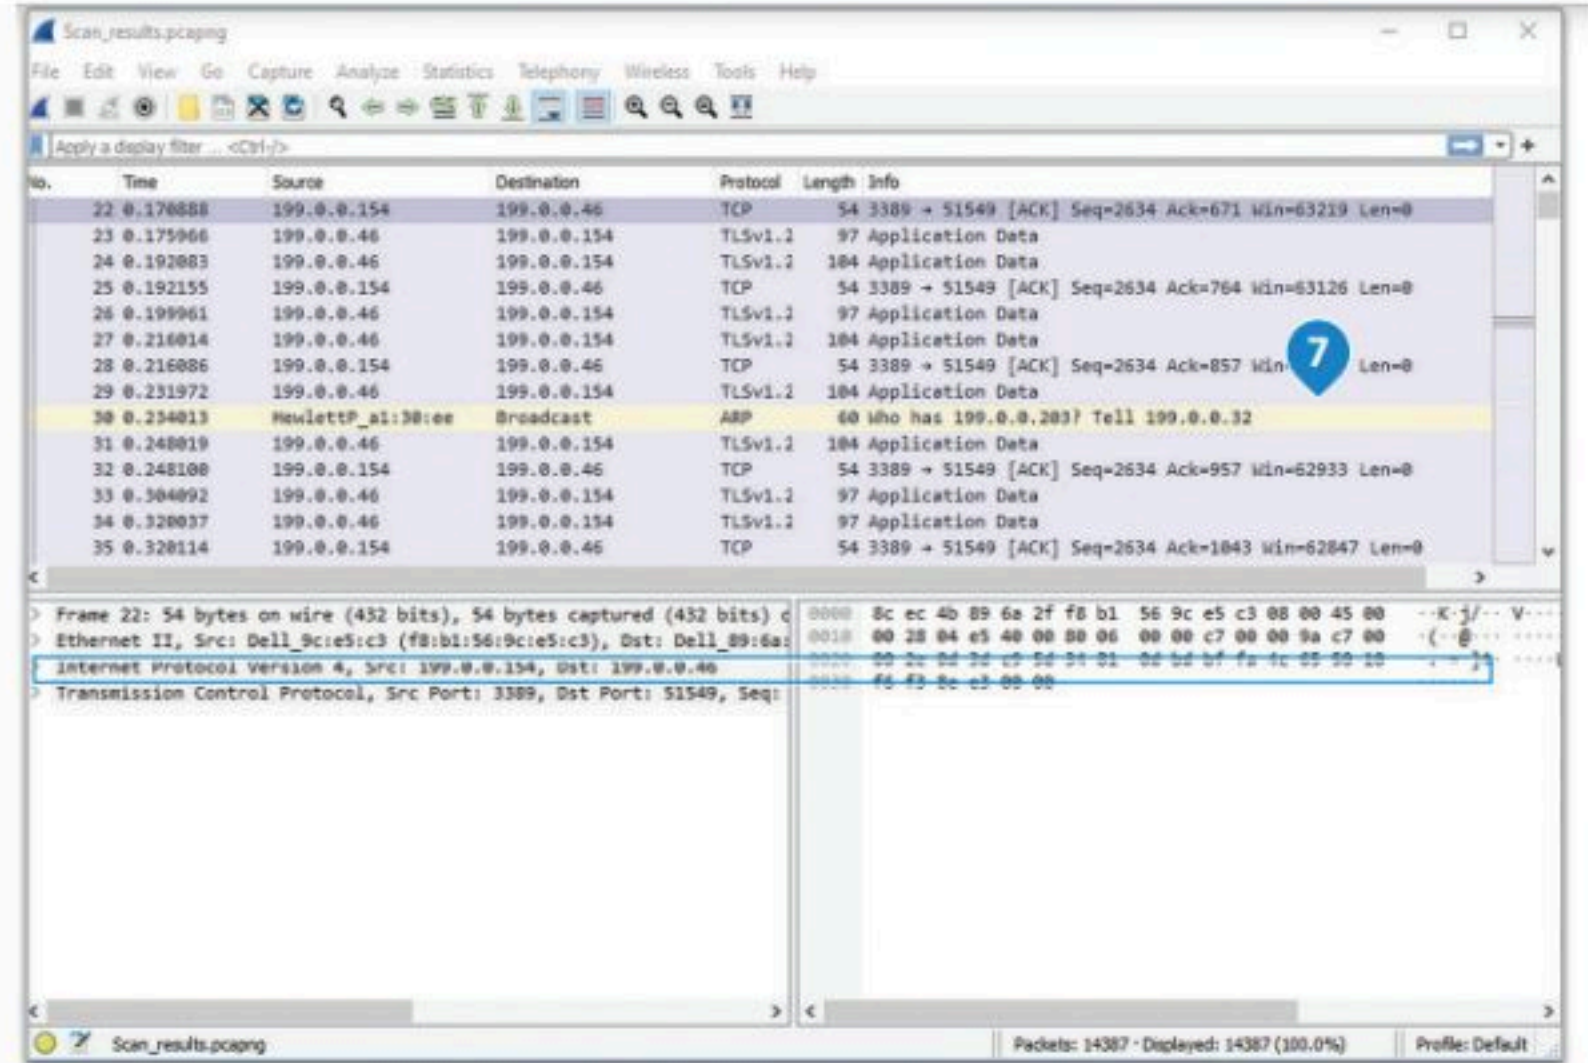 Scan_results.pcapng
File Edit View Go Capture Analyze Statistics Telephony Wireless Tools Help
Apply a display filter ... <Ctrl-/>
No. Time Source Destination Protocol Length Info
22 0.170888 199.0.0.154 199.0.0.46 TCP 54 3389 → 51549 [ACK] Seq=2634 Ack=671 Win=63219 Len=0
23 0.175966 199.0.0.46 199.0.0.154 TLSv1.2 97 Application Data
24 0.192083 199.0.0.46 199.0.0.154 TLSv1.2 104 Application Data
25 0.192155 199.0.0.154 199.0.0.46 TCP 54 3389 → 51549 [ACK] Seq=2634 Ack=764 Win=63126 Len=0
26 0.199961 199.0.0.46 199.0.0.154 TLSv1.2 97 Application Data
27 0.216014 199.0.0.46 199.0.0.154 TLSv1.2 104 Application Data
7
28 0.216086 199.0.0.154 199.0.0.46 TCP 54 3389 → 51549 [ACK] Seq=2634 Ack=857 Win Len=0
29 0.231972 199.0.0.46 199.0.0.154 TLSv1.2 104 Application Data
30 0.234013 HewlettP_a1:30:ee Broadcast ARP 60 Who has 199.0.0.203? Tell 199.0.0.32
31 0.248019 199.0.0.46 199.0.0.154 TLSv1.2 104 Application Data
32 0.248100 199.0.0.154 199.0.0.46 TCP 54 3389 → 51549 [ACK] Seq=2634 Ack=957 Win=62933 Len=0
33 0.304092 199.0.0.46 199.0.0.154 TLSv1.2 97 Application Data
34 0.320037 199.0.0.46 199.0.0.154 TLSv1.2 97 Application Data
35 0.320114 199.0.0.154 199.0.0.46 TCP 54 3389 → 51549 [ACK] Seq=2634 Ack=1043 Win=62847 Len=0
Frame 22: 54 bytes on wire (432 bits), 54 bytes captured (432 bits)
Ethernet II, Src: Dell_9c:e5:c3 (f8:b1:56:9c:e5:c3), Dst: Dell_89:6a:
Internet Protocol Version 4, Src: 199.0.0.154, Dst: 199.0.0.46
Transmission Control Protocol, Src Port: 3389, Dst Port: 51549, Seq:
0000 8c ec 4b 89 6a 2f f8 b1 56 9c e5 c3 08 00 45 00 ··K·j/·· V····
0010 00 28 04 e5 40 00 80 06 00 00 c7 00 00 9a c7 00 ·(··@··· ·····
0030 f6 f3 8c e3 00 00
Scan_results.pcapng Packets: 14387 · Displayed: 14387 (100.0%) Profile: Default